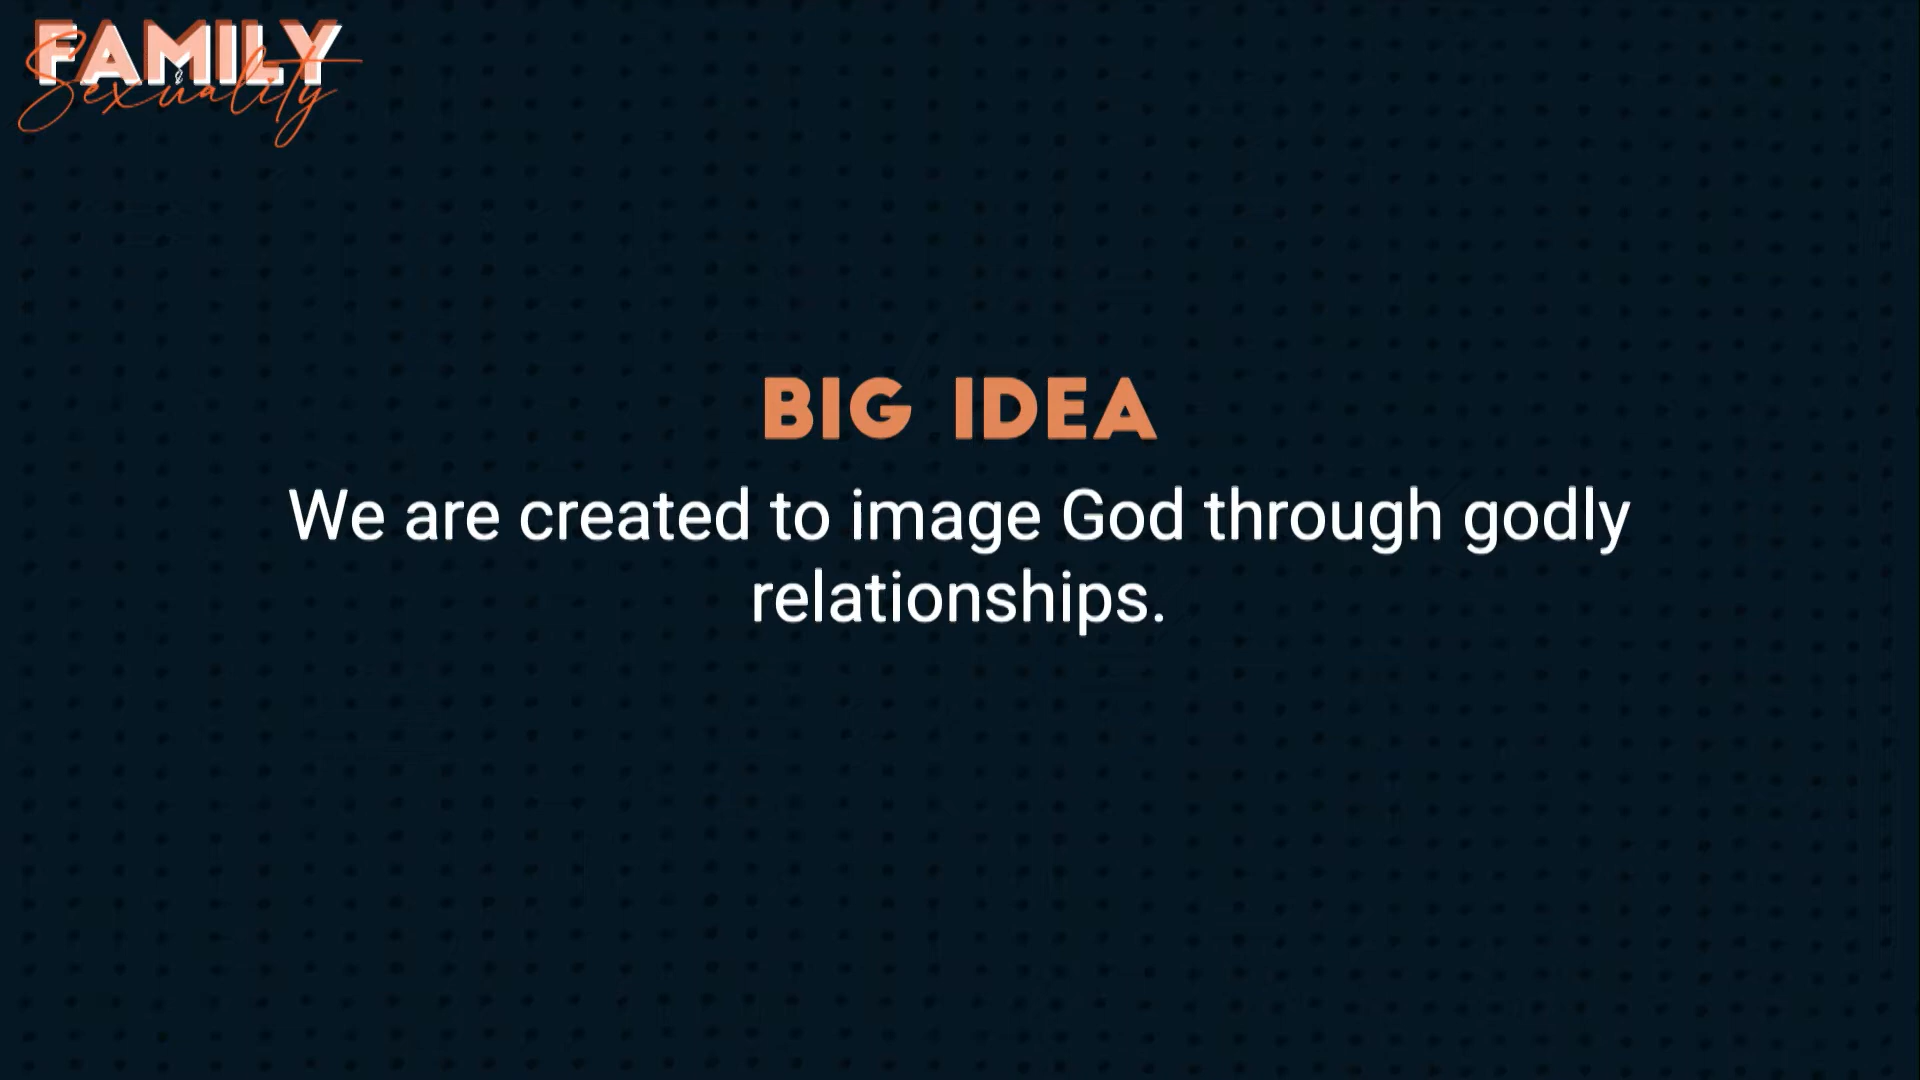 FAMILY
&
Sexuality
BIG IDEA
We are created to image God through godly
relationships.